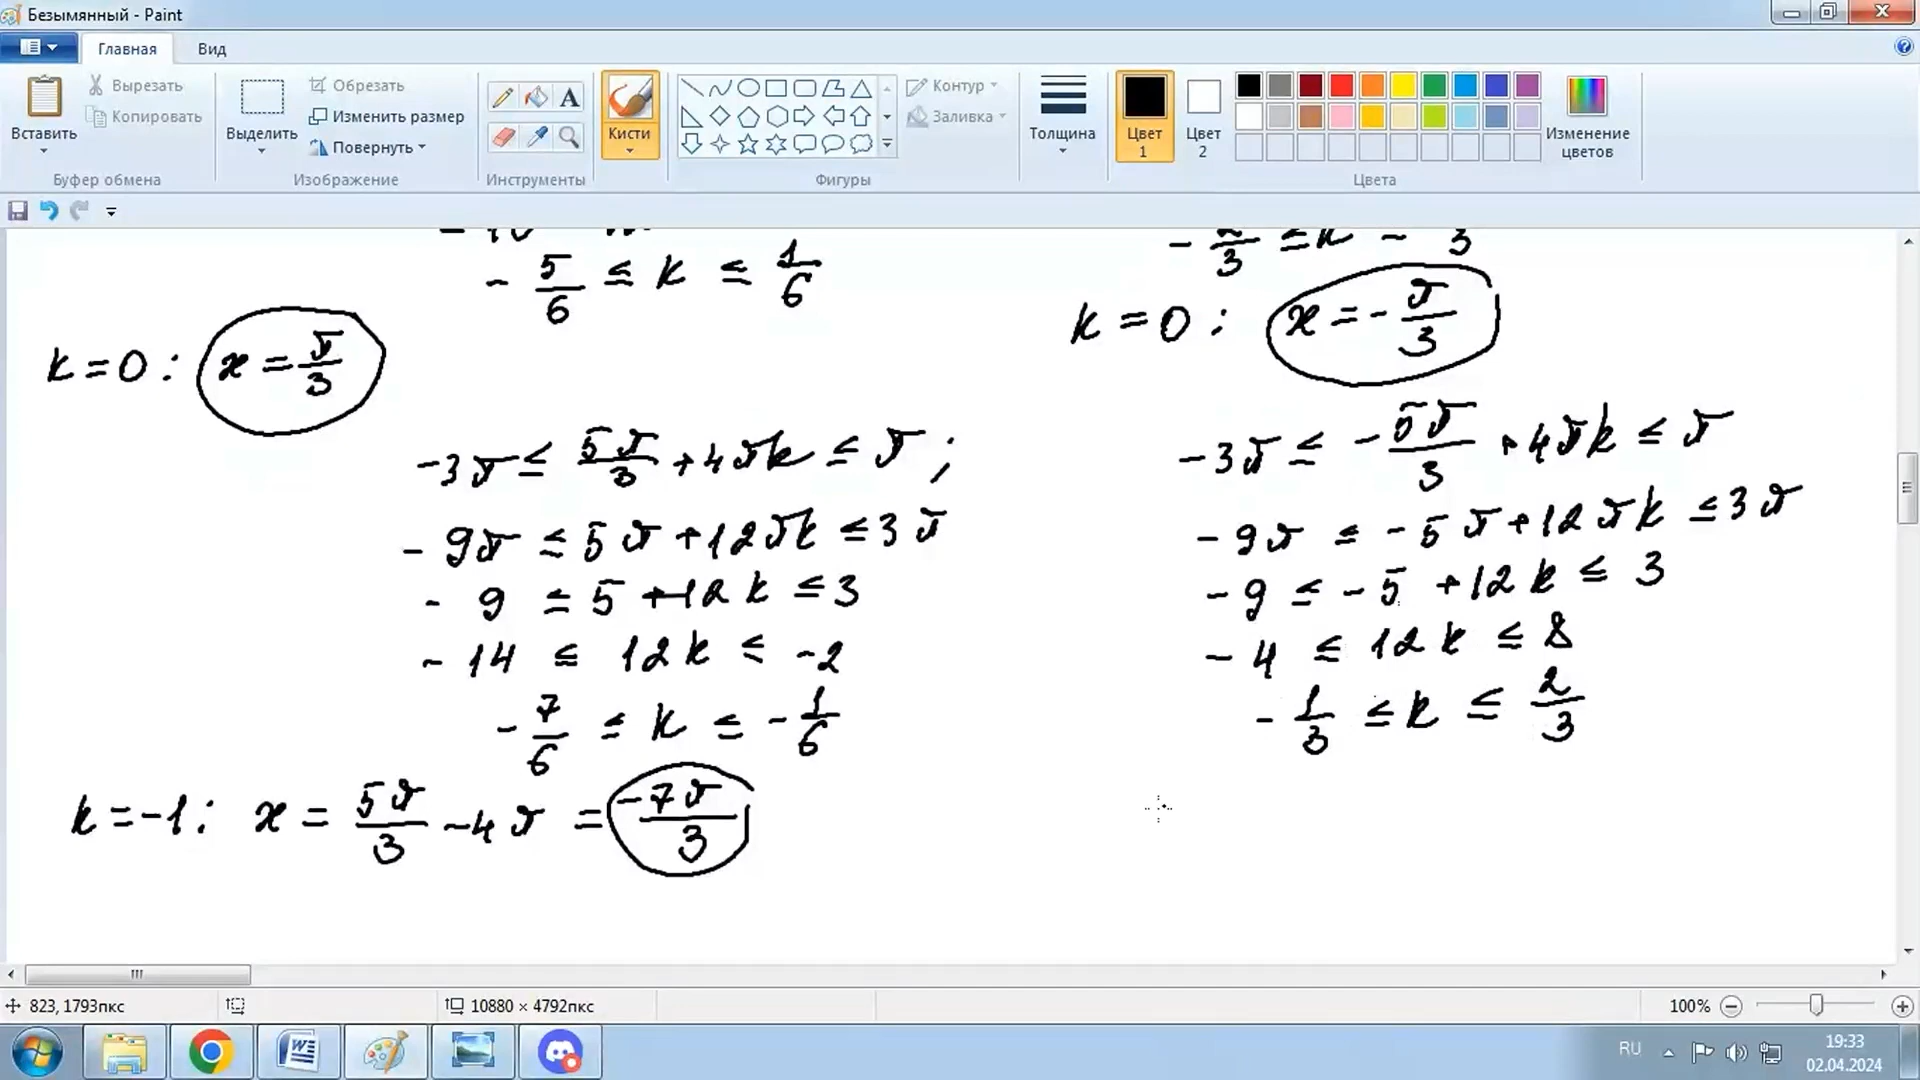 Безымянный - Paint
Главная Вид
Вставить
Вырезать
Копировать
Буфер обмена
Выделить
Обрезать
Изменить размер
Повернуть
Изображение
A
Инструменты
Кисти
Фигуры
Контур
Заливка
Толщина
Цвет 1
Цвет 2
Изменение цветов
Цвета
- 5/6 ≤ k ≤ 1/6
k = 0 : x = π/3
-3π ≤ 5π/3 + 4πk ≤ π ;
- 9π ≤ 5π + 12πk ≤ 3π
- 9 ≤ 5 + 12k ≤ 3
- 14 ≤ 12k ≤ -2
- 7/6 ≤ k ≤ - 1/6
k = -1 : x = 5π/3 - 4π = -7π/3
k = 0 : x = - π/3
-3π ≤ - 5π/3 + 4πk ≤ π
- 9π ≤ - 5π + 12πk ≤ 3π
- 9 ≤ - 5 + 12k ≤ 3
- 4 ≤ 12k ≤ 8
- 1/3 ≤ k ≤ 2/3
823, 1793пкс
10880 × 4792пкс
100%
RU
19:33
02.04.2024